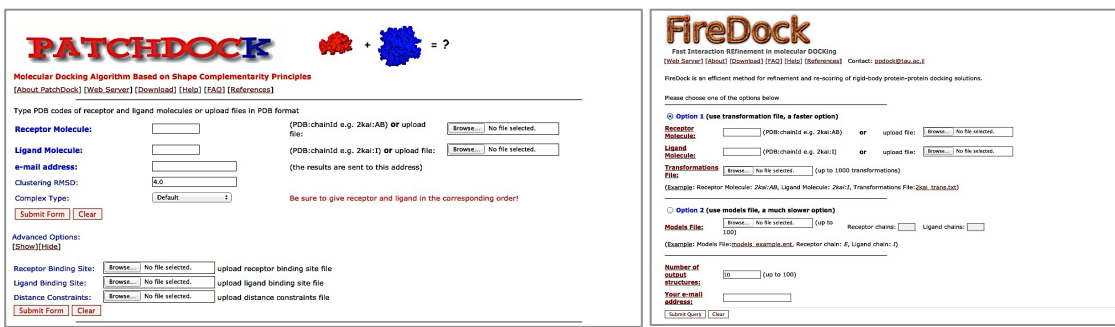 PATCHDOCK
+ = ?
Molecular Docking Algorithm Based on Shape Complementarity Principles
[About PatchDock] [Web Server] [Download] [Help] [FAQ] [References]
Type PDB codes of receptor and ligand molecules or upload files in PDB format
Receptor Molecule: (PDB:chainId e.g. 2kai:AB) or upload file: Browse... No file selected.
Ligand Molecule: (PDB:chainId e.g. 2kai:I) or upload file: Browse... No file selected.
e-mail address: (the results are sent to this address)
Clustering RMSD: 4.0
Complex Type: Default Be sure to give receptor and ligand in the corresponding order!
Submit Form Clear
Advanced Options:
[Show][Hide]
Receptor Binding Site: Browse... No file selected. upload receptor binding site file
Ligand Binding Site: Browse... No file selected. upload ligand binding site file
Distance Constraints: Browse... No file selected. upload distance constraints file
Submit Form Clear
FireDock
Fast Interaction REfinement in molecular DOCKing
[Web Server] [About] [Download] [FAQ] [Help] [References] Contact: ppdock@tau.ac.il
FireDock is an efficient method for refinement and re-scoring of rigid-body protein-protein docking solutions.
Please choose one of the options below
Option 1 (use transformation file, a faster option)
Receptor Molecule: (PDB:chainId e.g. 2kai:AB) or upload file: Browse... No file selected.
Ligand Molecule: (PDB:chainId e.g. 2kai:I) or upload file: Browse... No file selected.
Transformations File: Browse... No file selected. (up to 1000 transformations)
(Example: Receptor Molecule: 2kai:AB, Ligand Molecule: 2kai:I, Transformations File:2kai_trans.txt)
Option 2 (use models file, a much slower option)
Models File: Browse... No file selected. (up to 100) Receptor chains: Ligand chains:
(Example: Models File:models_example.ent, Receptor chain: E, Ligand chain: I)
Number of output structures: 10 (up to 100)
Your e-mail address:
Submit Query Clear